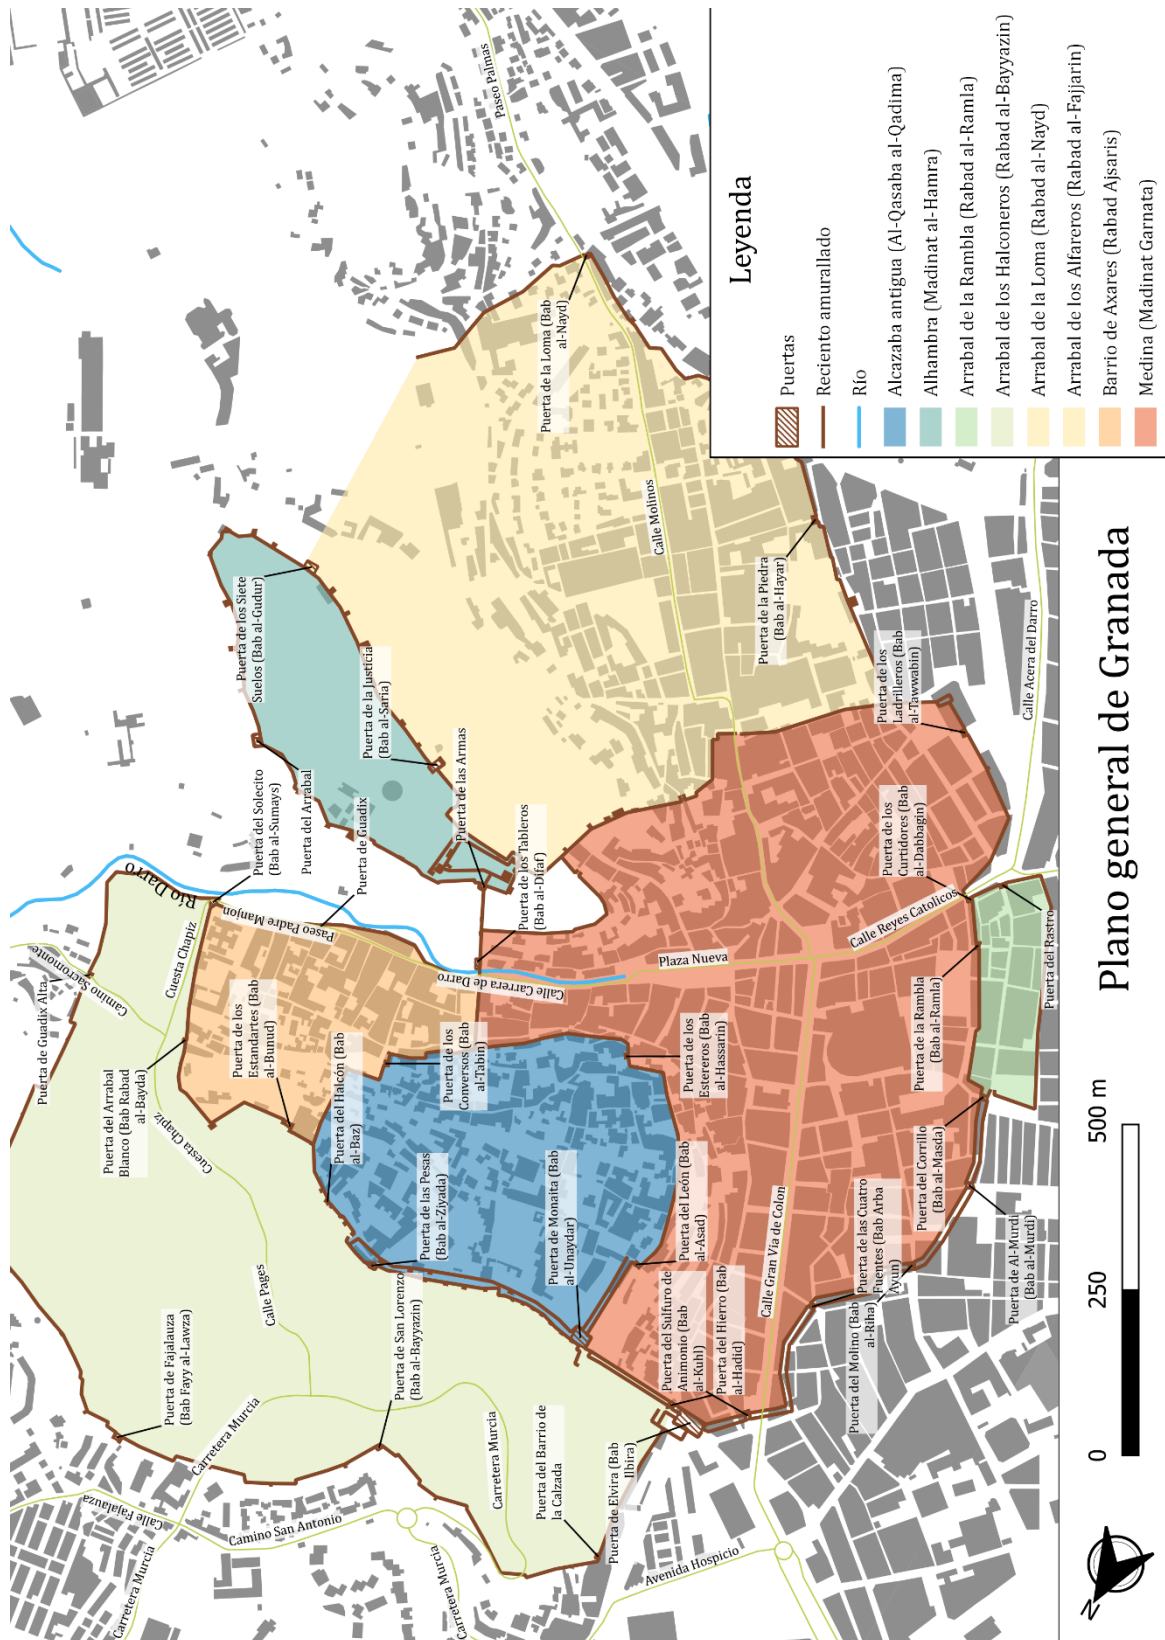 Plano general de Granada
0
250
500 m
N
Leyenda
Puertas
Reciento amurallado
Río
Alcazaba antigua (Al-Qasaba al-Qadima)
Alhambra (Madinat al-Hamra)
Arrabal de la Rambla (Rabad al-Ramla)
Arrabal de los Halconeros (Rabad al-Bayyazin)
Arrabal de la Loma (Rabad al-Nayd)
Arrabal de los Alfareros (Rabad al-Fajjarin)
Barrio de Axares (Rabad Ajsaris)
Medina (Madinat Garnata)
Carretera Murcia
Calle Fajalauza
Carretera Murcia
Camino San Antonio
Carretera Murcia
Carretera Murcia
Avenida Hospicio
Puerta de Fajalauza
(Bab Fayy al-Lawza)
Calle Pages
Puerta de San Lorenzo
(Bab al-Bayyazin)
Puerta del Barrio de
la Calzada
Puerta de Elvira (Bab
Ilbira)
Puerta de Guadix Alta
Camino Sacromonte
Cuesta Chapiz
Cuesta Chapiz
Puerta del Arrabal
Blanco (Bab Rabad
al-Bayda)
Puerta de los
Estandartes (Bab
al-Bunud)
Puerta del Halcón (Bab
al-Baz)
Puerta de las Pesas
(Bab al-Ziyada)
Puerta de los
Conversos (Bab
al-Tabin)
Puerta de Monaita (Bab
al-Unaydar)
Puerta del León (Bab
al-Asad)
Puerta del Sulfuro de
Animonio (Bab
al-Kuhl)
Puerta del Hierro (Bab
al-Hadid)
Puerta de los
Estereros (Bab
al-Hassarin)
Río Darro
Paseo Padre Manjon
Calle Carrera de Darro
Puerta del Solecito
(Bab al-Sumays)
Puerta del Arrabal
Puerta de Guadix
Puerta de los Siete
Suelos (Bab al-Gudur)
Puerta de la Justicia
(Bab al-Saria)
Puerta de las Armas
Puerta de los Tableros
(Bab al-Difaf)
Plaza Nueva
Calle Reyes Catolicos
Calle Gran Via de Colon
Puerta del Molino (Bab
al-Riha)
Puerta de las Cuatro
Fuentes (Bab Arba
Ayun)
Puerta del Corrillo
(Bab al-Masda)
Puerta de Al-Murdi
(Bab al-Murdi)
Puerta de la Rambla
(Bab al-Ramla)
Puerta del Rastro
Puerta de los
Curtidores (Bab
al-Dabbagin)
Puerta de los
Ladrilleros (Bab
al-Tawwabin)
Calle Acera del Darro
Puerta de la Piedra
(Bab al-Hayar)
Calle Molinos
Puerta de la Loma (Bab
al-Nayd)
Paseo Palmas